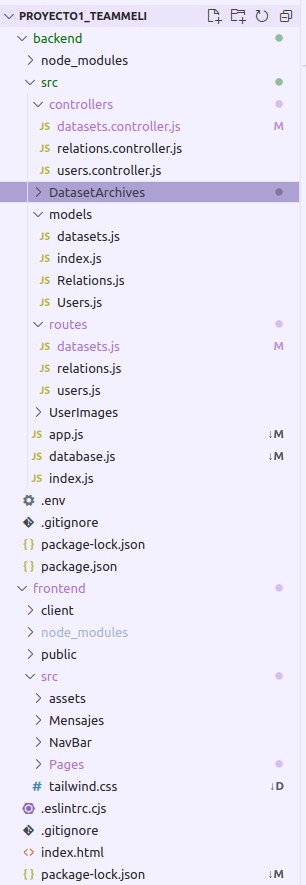 PROYECTO1_TEAMMELI
backend
node_modules
src
controllers
JS datasets.controller.js M
JS relations.controller.js
JS users.controller.js
DatasetArchives
models
JS datasets.js
JS index.js
JS Relations.js
JS Users.js
routes
JS datasets.js M
JS relations.js
JS users.js
UserImages
JS app.js ↓M
JS database.js ↓M
JS index.js
.env
.gitignore
{} package-lock.json
{} package.json
frontend
client
node_modules
public
src
assets
Mensajes
NavBar
Pages
# tailwind.css ↓D
.eslintrc.cjs
.gitignore
<> index.html
{} package-lock.json ↓M